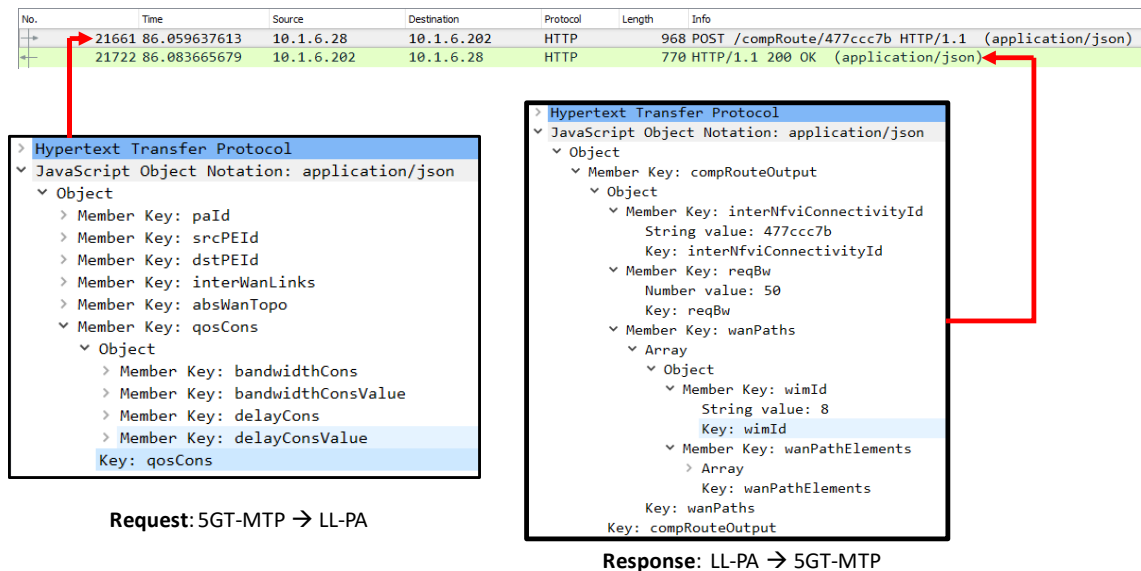 No. Time Source Destination Protocol Length Info
21661 86.059637613 10.1.6.28 10.1.6.202 HTTP 968 POST /compRoute/477ccc7b HTTP/1.1 (application/json)
21722 86.083665679 10.1.6.202 10.1.6.28 HTTP 770 HTTP/1.1 200 OK (application/json)
> Hypertext Transfer Protocol
JavaScript Object Notation: application/json
Object
> Member Key: paId
> Member Key: srcPEId
> Member Key: dstPEId
> Member Key: interWanLinks
> Member Key: absWanTopo
Member Key: qosCons
Object
> Member Key: bandwidthCons
> Member Key: bandwidthConsValue
> Member Key: delayCons
> Member Key: delayConsValue
Key: qosCons
Request: 5GT-MTP → LL-PA
> Hypertext Transfer Protocol
JavaScript Object Notation: application/json
Object
Member Key: compRouteOutput
Object
Member Key: interNfviConnectivityId
String value: 477ccc7b
Key: interNfviConnectivityId
Member Key: reqBw
Number value: 50
Key: reqBw
Member Key: wanPaths
Array
Object
Member Key: wimId
String value: 8
Key: wimId
Member Key: wanPathElements
> Array
Key: wanPathElements
Key: wanPaths
Key: compRouteOutput
Response: LL-PA → 5GT-MTP